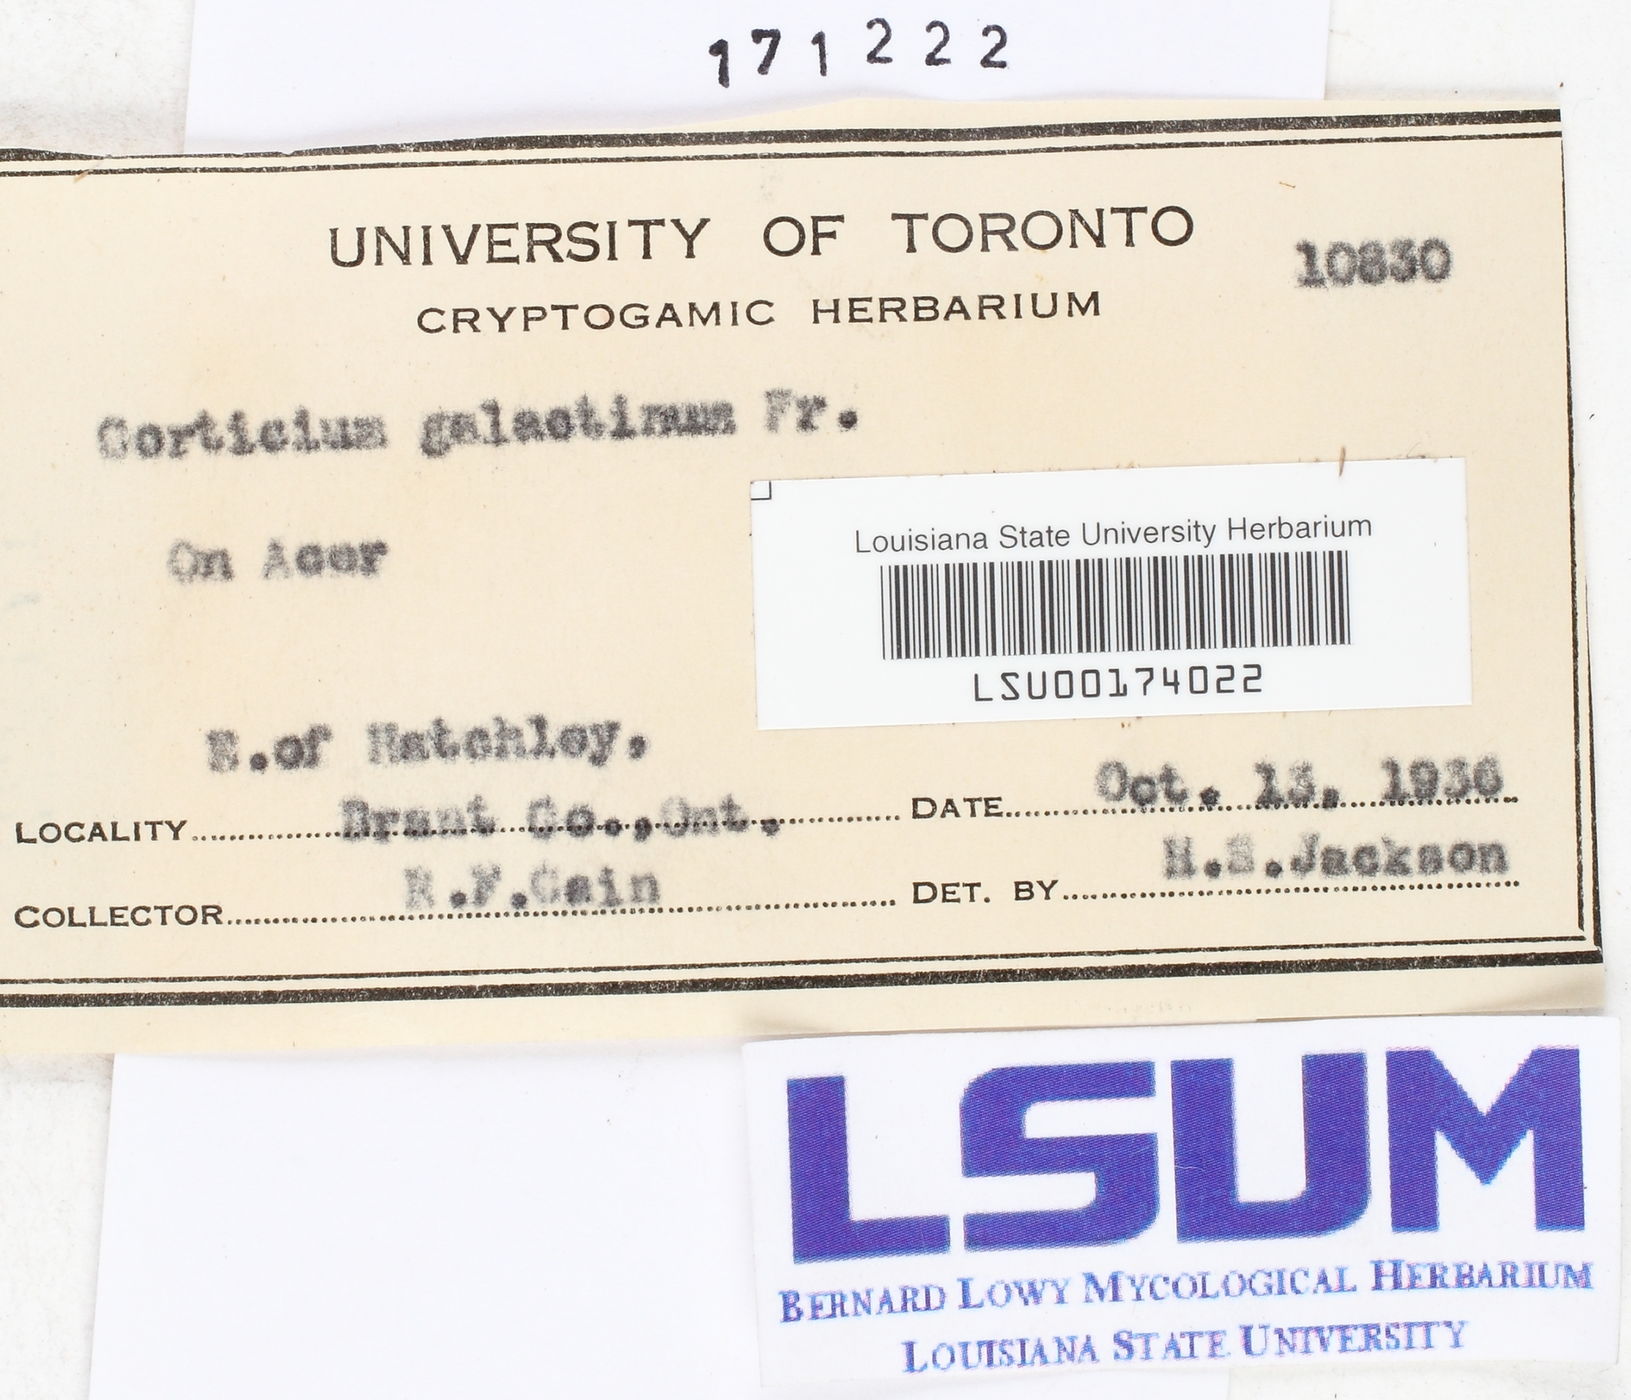 171222
UNIVERSITY OF TORONTO
10830
CRYPTOGAMIC HERBARIUM
Corticium galactinum Fr.
On Acer
Louisiana State University Herbarium
LSU00174022
of Hatchley,
LOCALITY Brant Co., Ont. DATE Oct. 13, 1936
COLLECTOR R.F.Cain DET. BY H.S.Jackson
LSUM
BERNARD LOWY MYCOLOGICAL HERBARIUM
LOUISIANA STATE UNIVERSITY